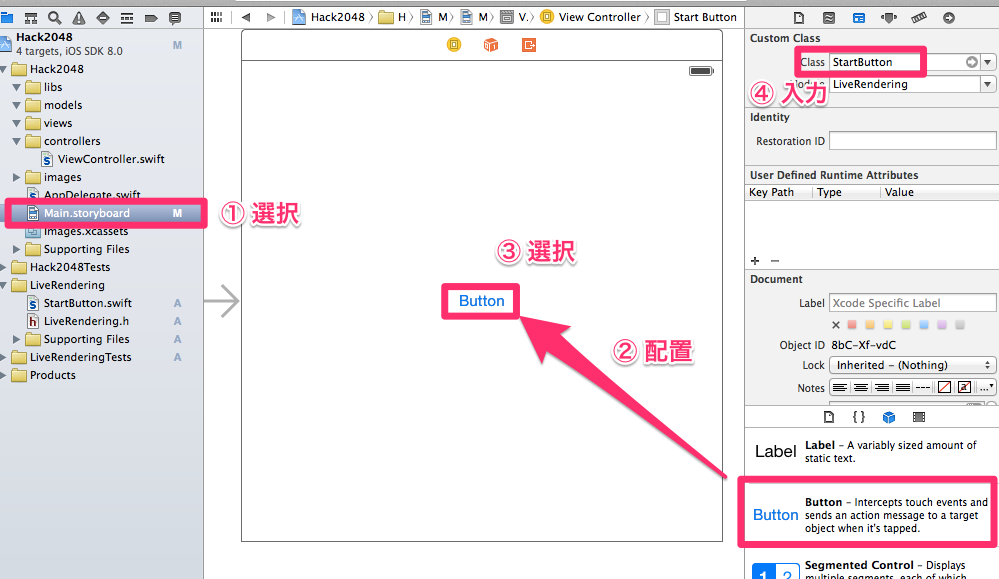 Hack2048
4 targets, iOS SDK 8.0
M
Hack2048
libs
models
views
controllers
ViewController.swift
images
AppDelegate.swift
Main.storyboard M
Images.xcassets
Supporting Files
Hack2048Tests
LiveRendering
StartButton.swift A
LiveRendering.h A
Supporting Files A
LiveRenderingTests A
Products
Hack2048 H M M V. View Controller Start Button
① 選択
③ 選択
Button
② 配置
Custom Class
Class StartButton
LiveRendering
④ 入力
Identity
Restoration ID
User Defined Runtime Attributes
Key Path Type Value
+ −
Document
Label Xcode Specific Label
Object ID 8bC-Xf-vdC
Lock Inherited - (Nothing)
Notes
Label Label - A variably sized amount of
static text.
Button Button - Intercepts touch events and
sends an action message to a target
object when it's tapped.
1 2 Segmented Control - Displays
multiple segments, each of which